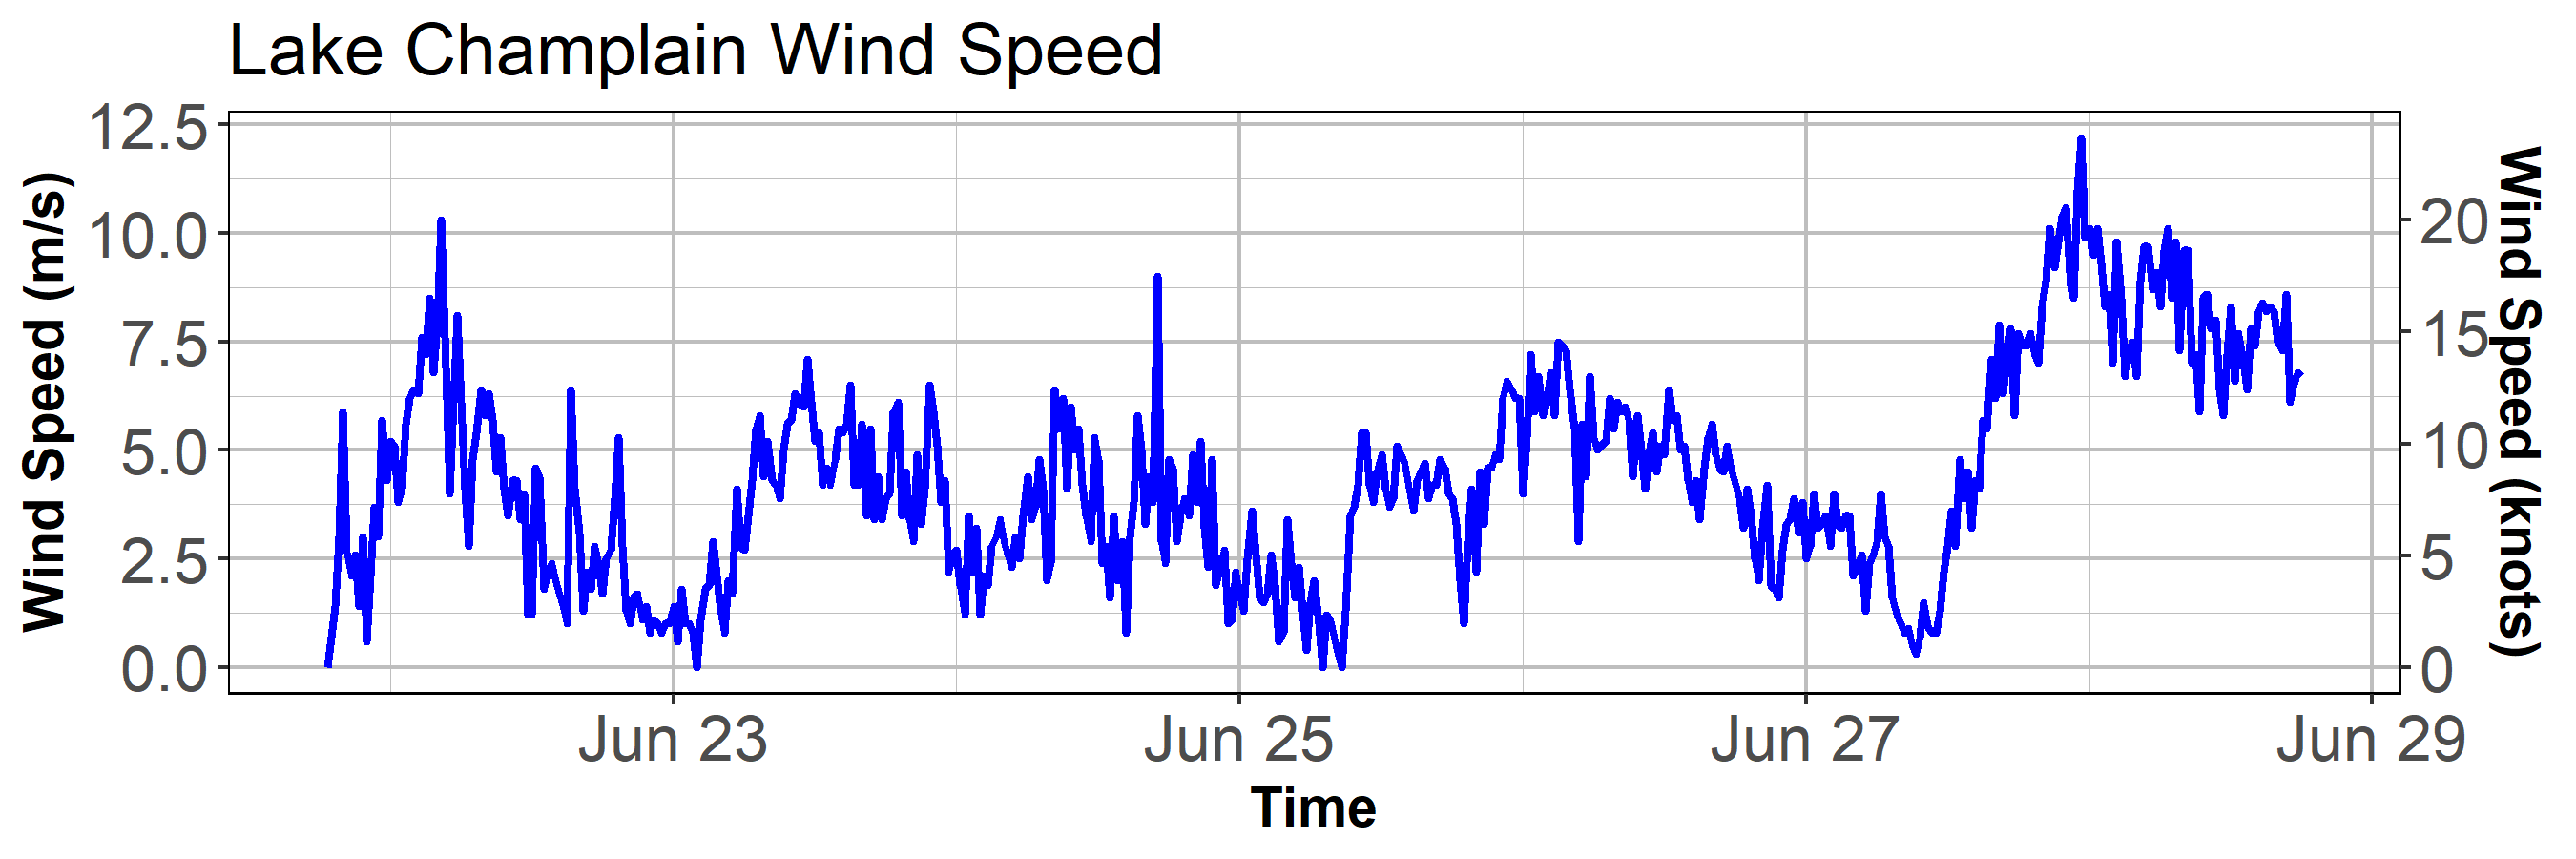 Lake Champlain Wind Speed
Wind Speed (m/s)
12.5
10.0
7.5
5.0
2.5
0.0
20
15
10
5
0
Wind Speed (knots)
Jun 23
Jun 25
Jun 27
Jun 29
Time